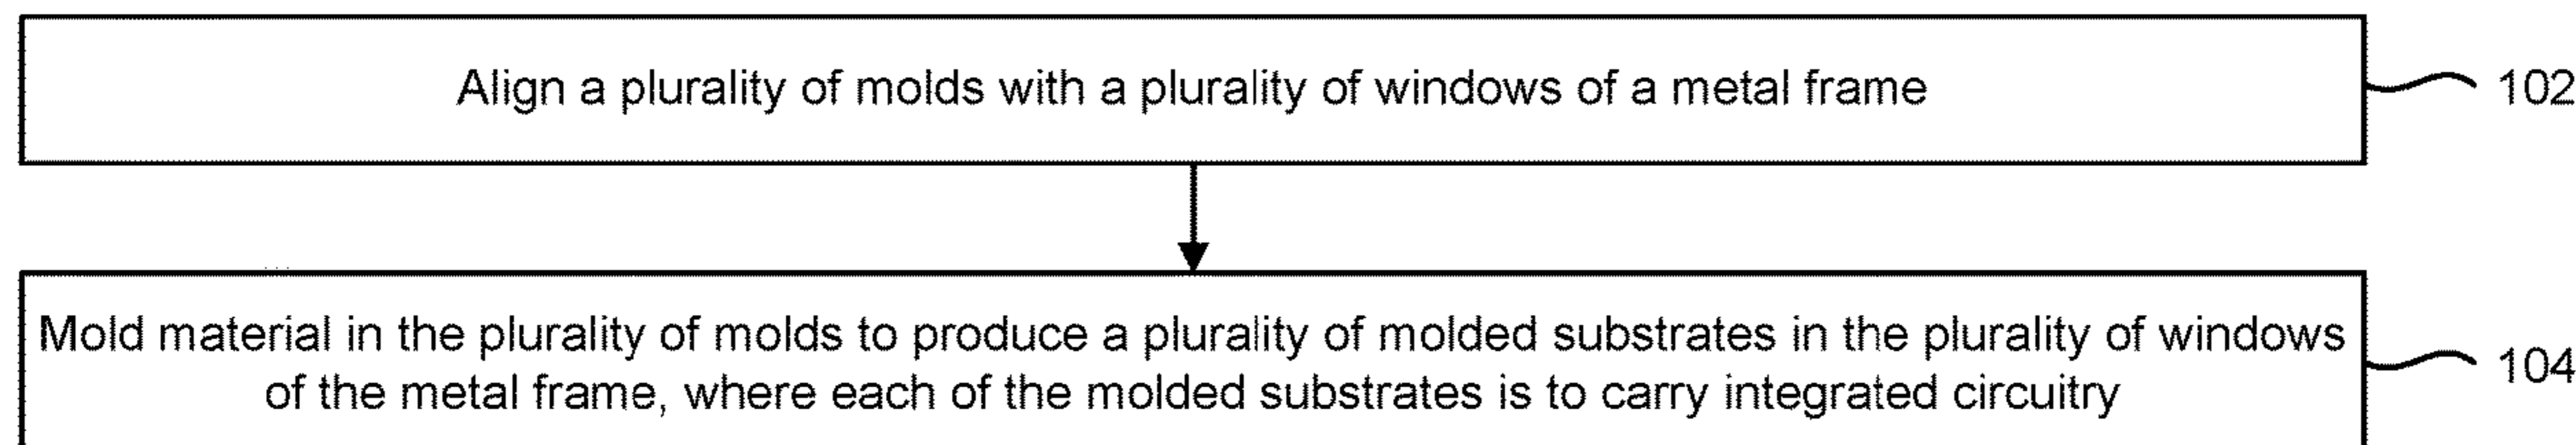 Align a plurality of molds with a plurality of windows of a metal frame
102
Mold material in the plurality of molds to produce a plurality of molded substrates in the plurality of windows
of the metal frame, where each of the molded substrates is to carry integrated circuitry
104